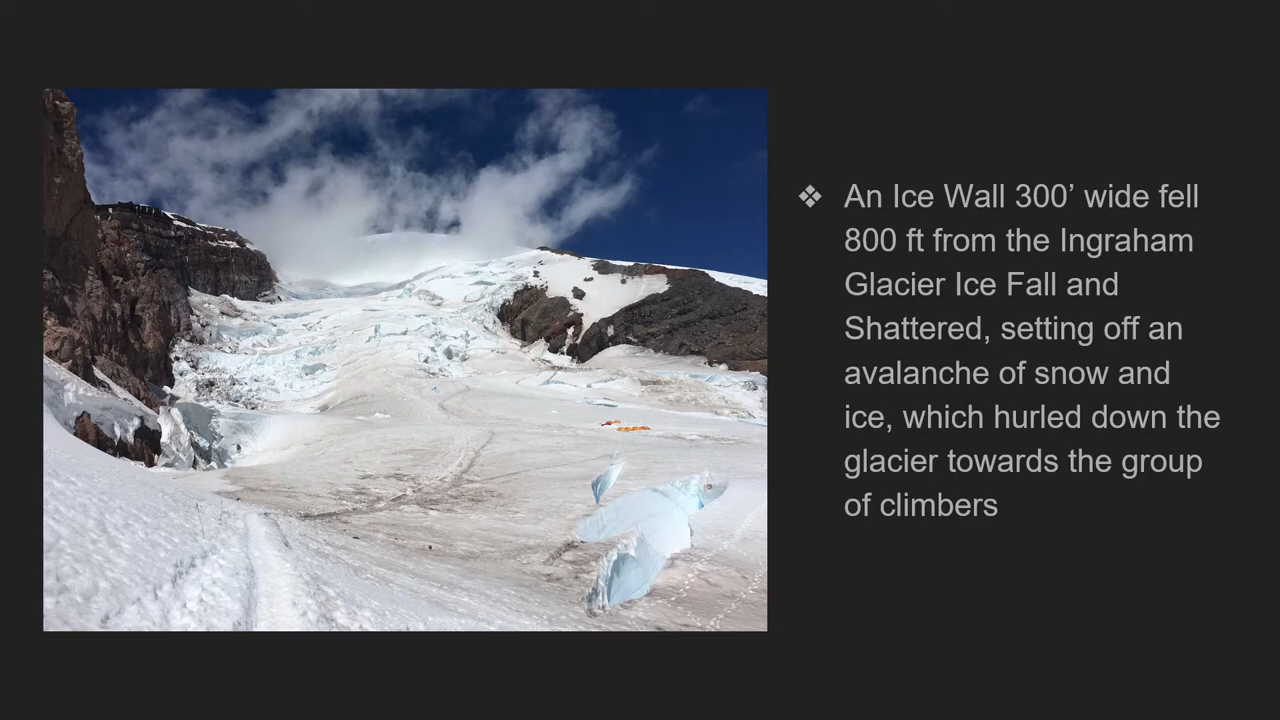 ❖ An Ice Wall 300’ wide fell
800 ft from the Ingraham
Glacier Ice Fall and
Shattered, setting off an
avalanche of snow and
ice, which hurled down the
glacier towards the group
of climbers